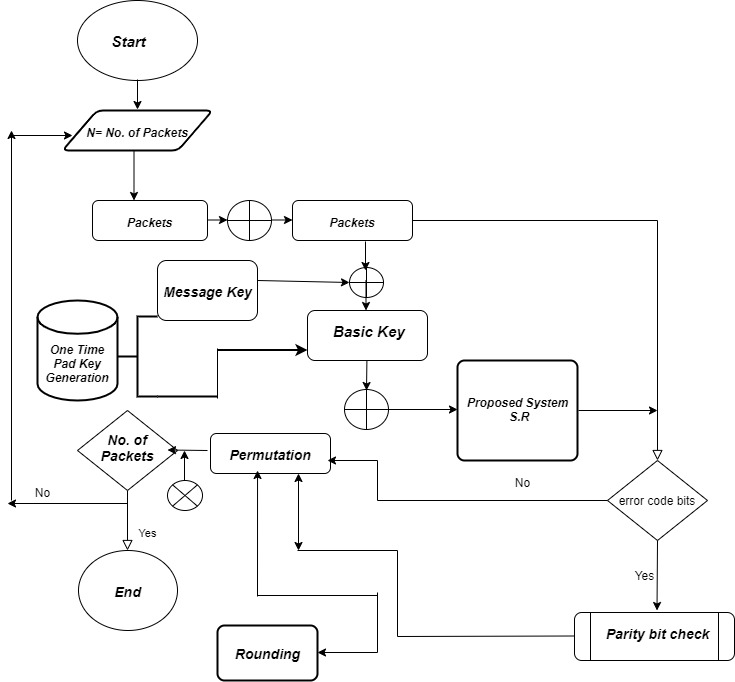 Start
N= No. of Packets
Packets
Packets
Message Key
Basic Key
One Time
Pad Key
Generation
Proposed System
S.R
No. of
Packets
Permutation
No
error code bits
No
Yes
Yes
End
Parity bit check
Rounding